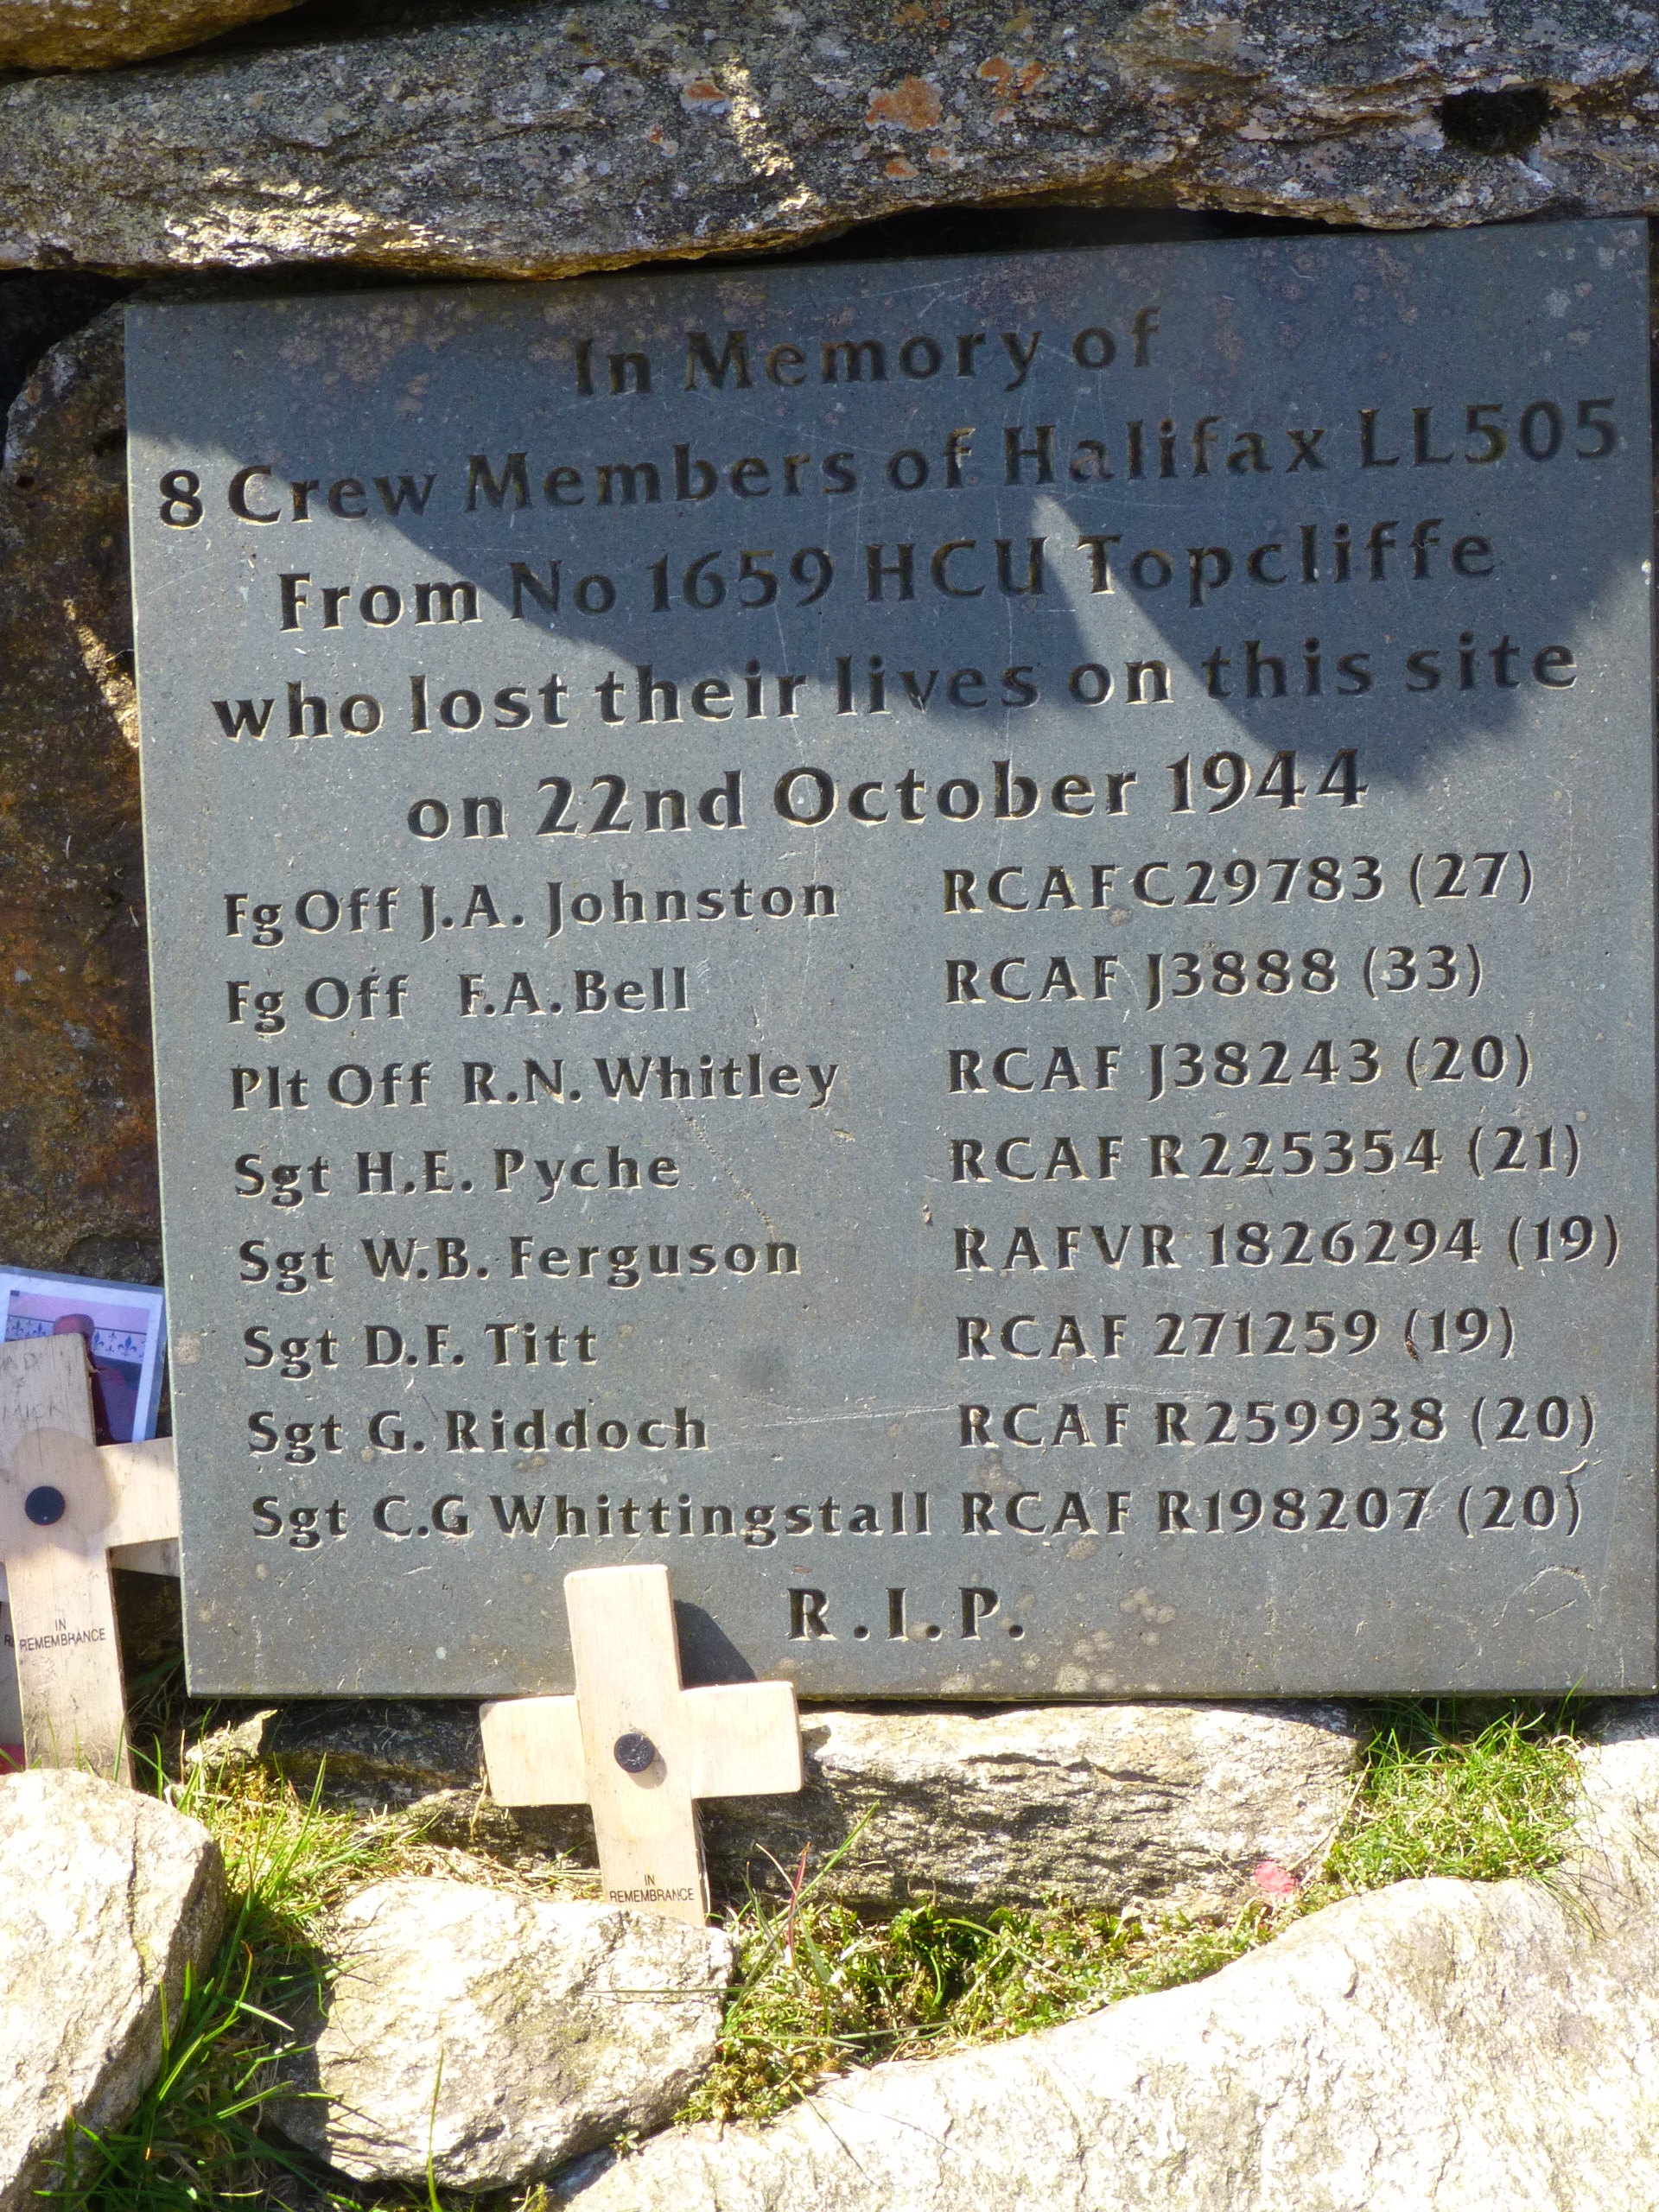 In Memory of
8 Crew Members of Halifax LL505
From No 1659 HCU Topcliffe
who lost their lives on this site
on 22nd October 1944
Fg Off J.A. Johnston RCAF C29783 (27)
Fg Off F.A. Bell RCAF J3888 (33)
Plt Off R.N. Whitley RCAF J38243 (20)
Sgt H.E. Pyche RCAF R225354 (21)
Sgt W.B. Ferguson RAFVR 1826294 (19)
Sgt D.F. Titt RCAF 271259 (19)
Sgt G. Riddoch RCAF R259938 (20)
Sgt C.G Whittingstall RCAF R198207 (20)
R.I.P.
MICK
IN
REMEMBRANCE
IN
REMEMBRANCE